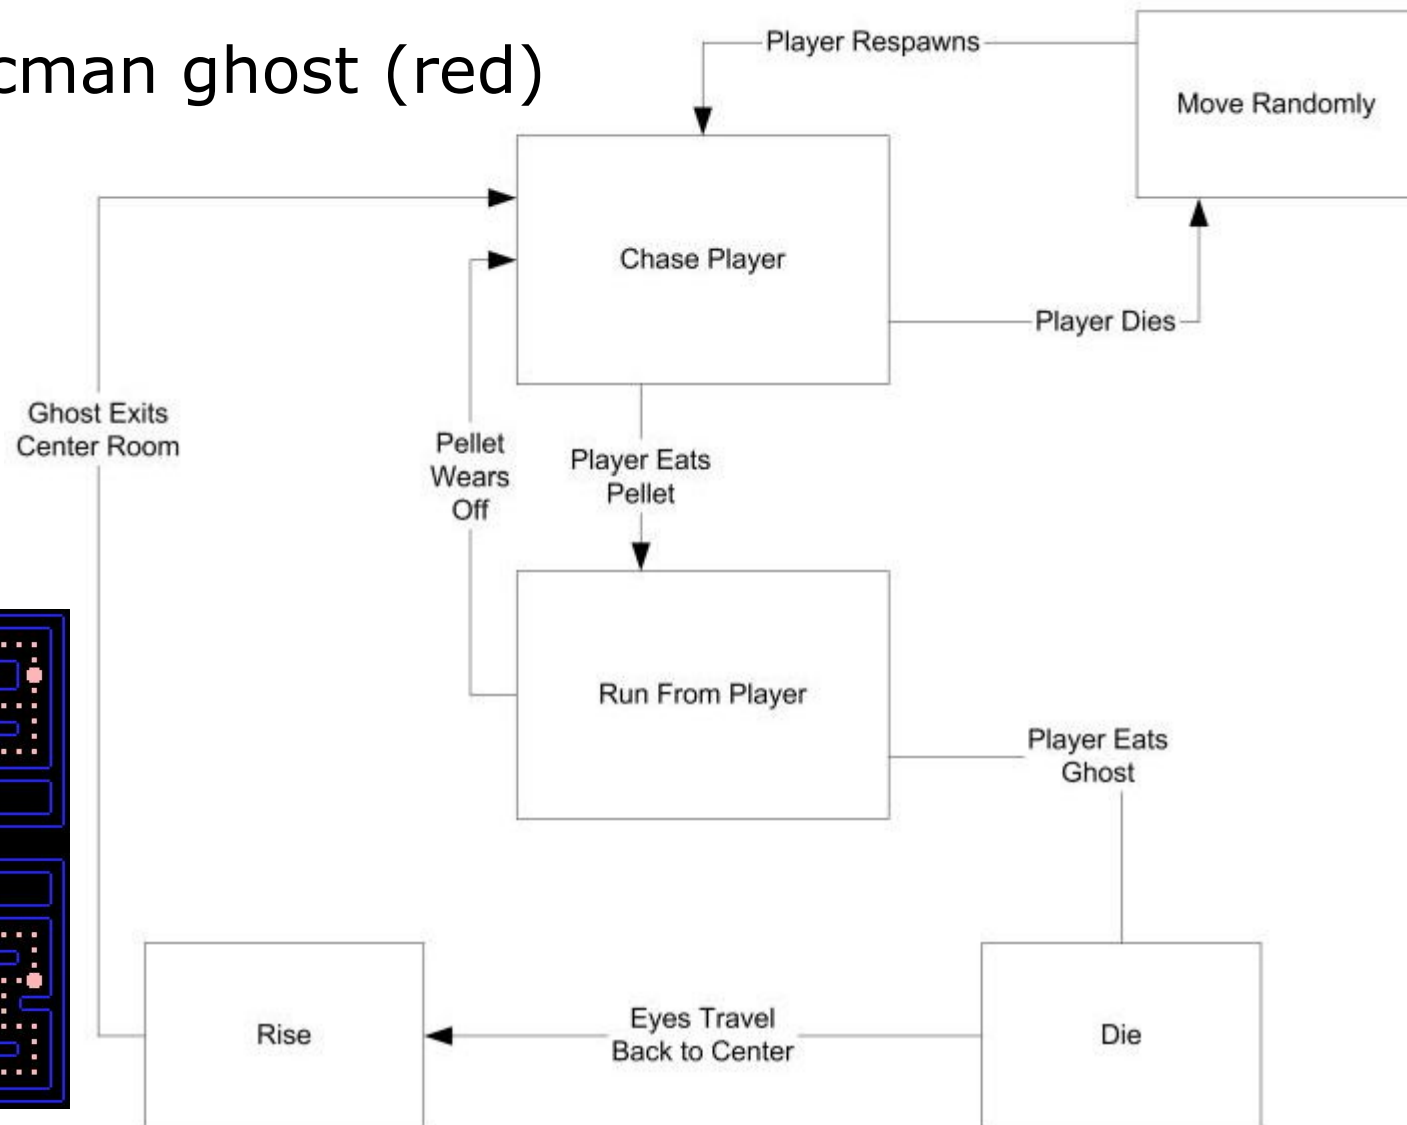 cman ghost (red)
Player Respawns
Move Randomly
Chase Player
Player Dies
Ghost Exits
Center Room
Pellet
Wears
Off
Player Eats
Pellet
Run From Player
Player Eats
Ghost
Rise
Eyes Travel
Back to Center
Die